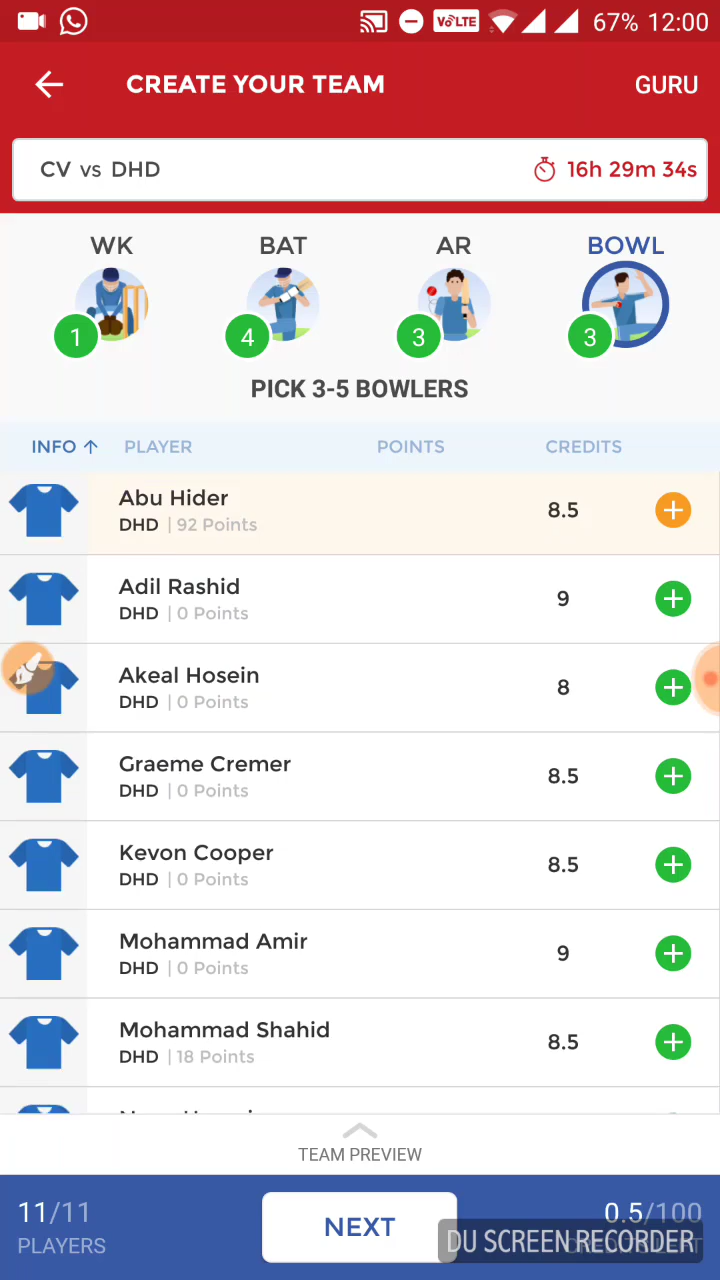 VoLTE 67% 12:00
CREATE YOUR TEAM GURU
CV vs DHD 16h 29m 34s
WK BAT AR BOWL
1 4 3 3
PICK 3-5 BOWLERS
INFO ↑ PLAYER POINTS CREDITS
Abu Hider
DHD | 92 Points
8.5 +
Adil Rashid
DHD | 0 Points
9 +
Akeal Hosein
DHD | 0 Points
8 +
Graeme Cremer
DHD | 0 Points
8.5 +
Kevon Cooper
DHD | 0 Points
8.5 +
Mohammad Amir
DHD | 0 Points
9 +
Mohammad Shahid
DHD | 18 Points
8.5 +
TEAM PREVIEW
11/11 0.5/100
PLAYERS
NEXT
DU SCREEN RECORDER